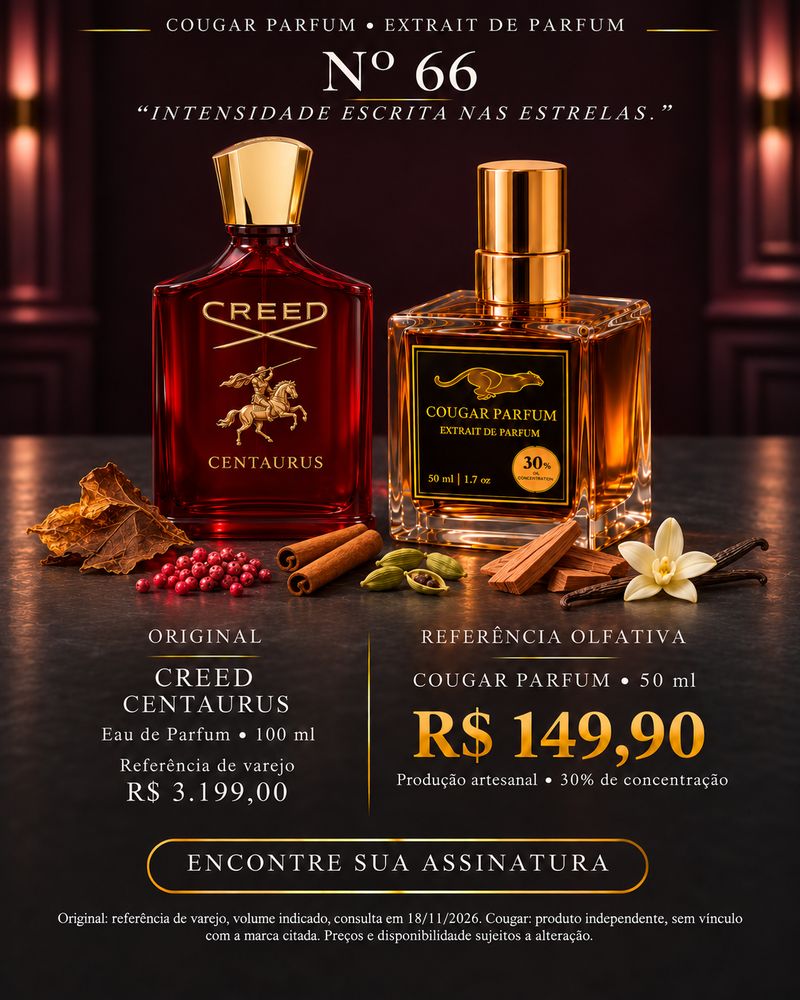 COUGAR PARFUM • EXTRAIT DE PARFUM
Nº 66
“INTENSIDADE ESCRITA NAS ESTRELAS.”
CREED
CENTAURUS
COUGAR PARFUM
EXTRAIT DE PARFUM
50 ml | 1.7 oz
30%
OIL
CONCENTRATION
ORIGINAL
CREED
CENTAURUS
Eau de Parfum • 100 ml
Referência de varejo
R$ 3.199,00
REFERÊNCIA OLFATIVA
COUGAR PARFUM • 50 ml
R$ 149,90
Produção artesanal • 30% de concentração
ENCONTRE SUA ASSINATURA
Original: referência de varejo, volume indicado, consulta em 18/11/2026. Cougar: produto independente, sem vínculo
com a marca citada. Preços e disponibilidade sujeitos a alteração.